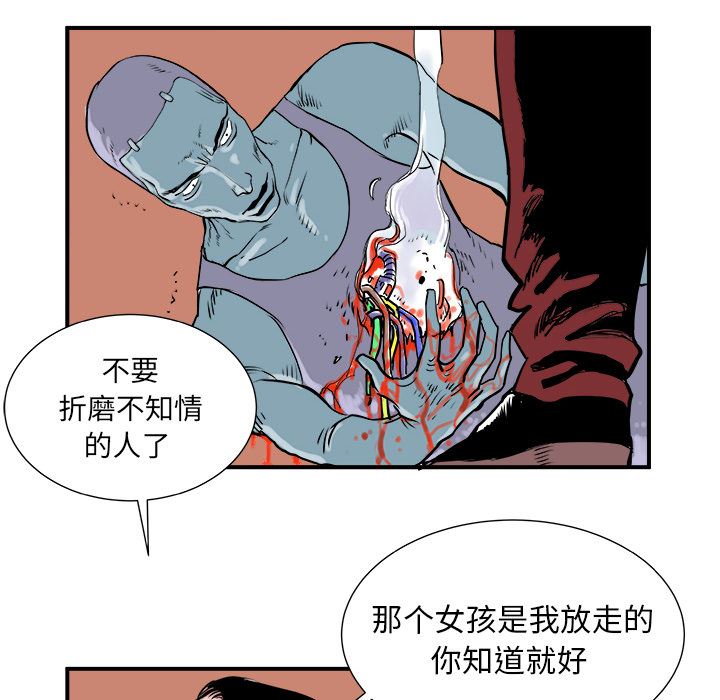 不要
折磨不知情
的人了
那个女孩是我放走的
你知道就好